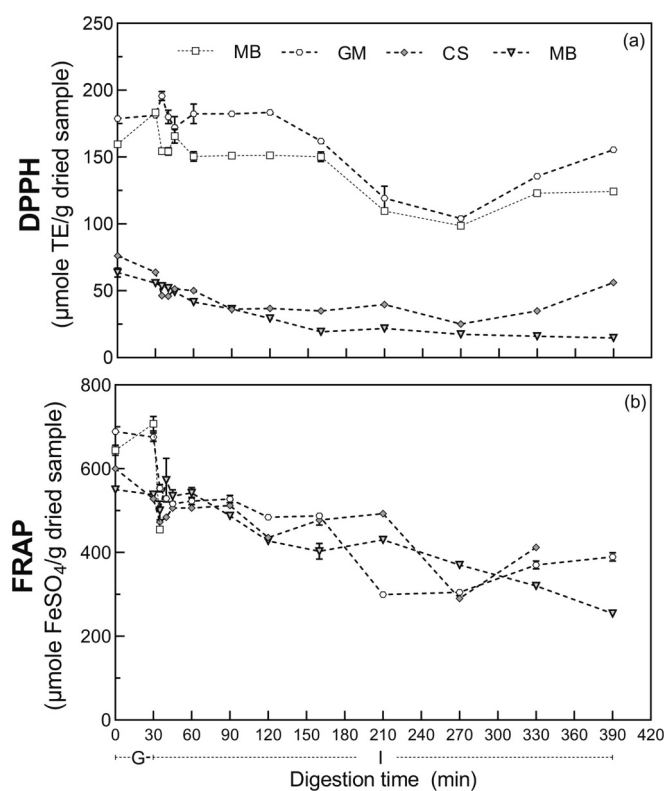 250
(a)
MB GM CS MB
200
150
100
50
0
DPPH
(µmole TE/g dried sample)
800
(b)
600
400
200
0
FRAP
(µmole FeSO4/g dried sample)
0 30 60 90 120 150 180 210 240 270 300 330 360 390 420
G I
Digestion time (min)